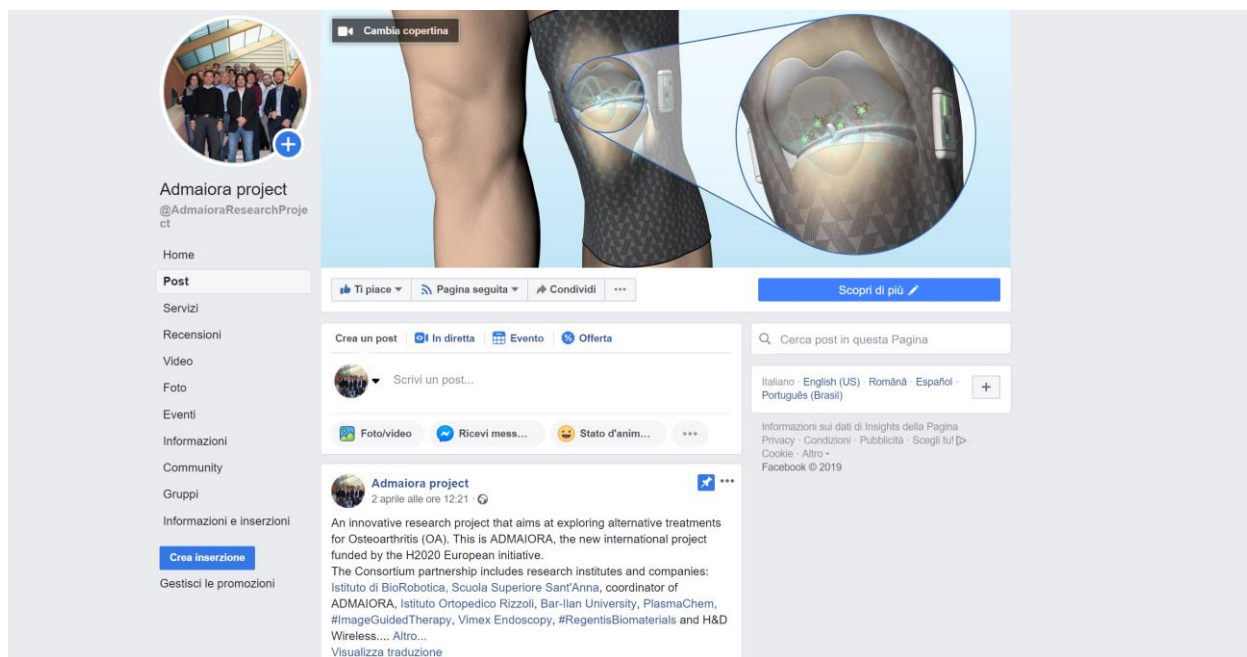 Cambia copertina
Admaiora project
@AdmaioraResearchProje
ct
Home
Post
Servizi
Recensioni
Video
Foto
Eventi
Informazioni
Community
Gruppi
Informazioni e inserzioni
Crea inserzione
Gestisci le promozioni
Ti piace
Pagina seguita
Condividi
Scopri di più
Crea un post
In diretta
Evento
Offerta
Scrivi un post...
Foto/video
Ricevi mess...
Stato d'anim...
Admaiora project
2 aprile alle ore 12:21 ·
An innovative research project that aims at exploring alternative treatments
for Osteoarthritis (OA). This is ADMAIORA, the new international project
funded by the H2020 European initiative.
The Consortium partnership includes research institutes and companies:
Istituto di BioRobotica, Scuola Superiore Sant'Anna, coordinator of
ADMAIORA, Istituto Ortopedico Rizzoli, Bar-Ilan University, PlasmaChem,
#ImageGuidedTherapy, Vimex Endoscopy, #RegentisBiomaterials and H&D
Wireless.... Altro...
Visualizza traduzione
Cerca post in questa Pagina
Italiano · English (US) · Română · Español ·
Português (Brasil)
Informazioni sui dati di Insights della Pagina
Privacy · Condizioni · Pubblicità · Scegli tu! ·
Cookie · Altro
Facebook © 2019